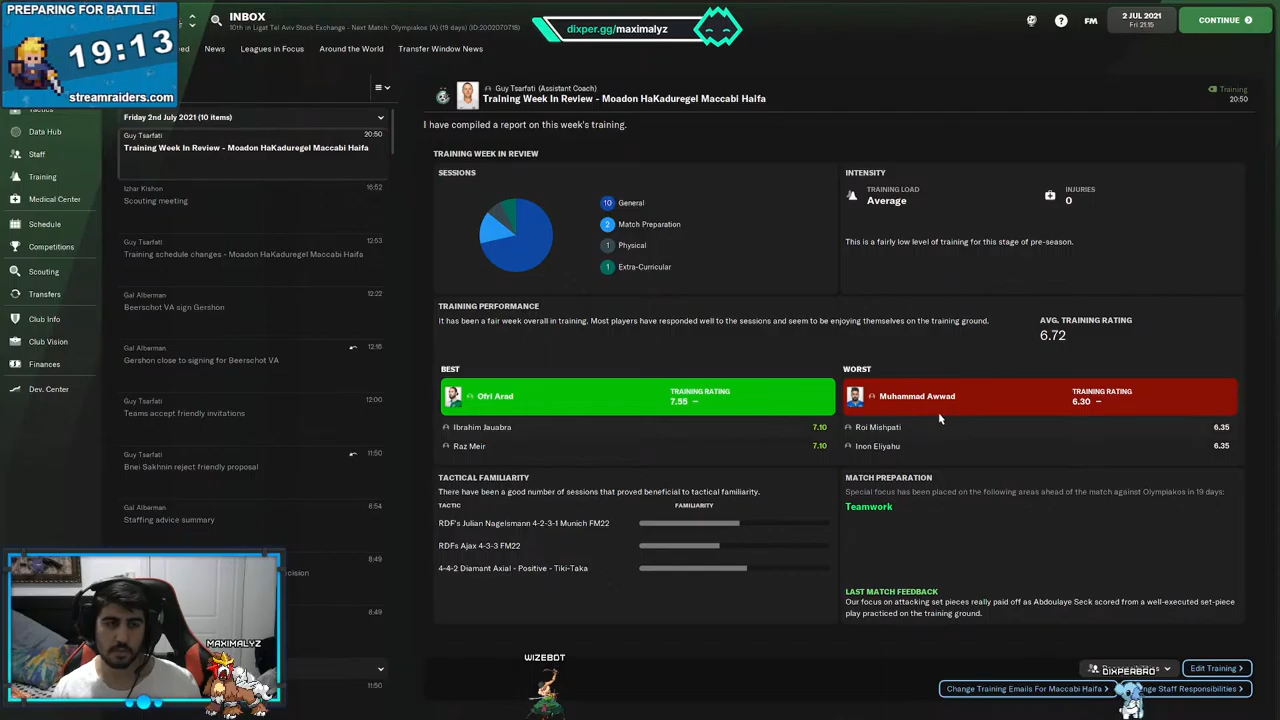 PREPARING FOR BATTLE!
19:13
streamraiders.com
INBOX
10th in Ligat Tel Aviv Stock Exchange - Next Match: Olympiakos (A) (19 days) (ID:2002070718)
dixper.gg/maximalyz
FM
2 JUL 2021
Fri 21:15
CONTINUE
News
Leagues in Focus
Around the World
Transfer Window News
Tactics
Data Hub
Staff
Training
Medical Center
Schedule
Competitions
Scouting
Transfers
Club Info
Club Vision
Finances
Dev. Center
Friday 2nd July 2021 (10 items)
Guy Tsarfati 20:50
Training Week In Review - Moadon HaKaduregel Maccabi Haifa
Izhar Kishon 16:52
Scouting meeting
Guy Tsarfati 12:53
Training schedule changes - Moadon HaKaduregel Maccabi Haifa
Gal Alberman 12:22
Beerschot VA sign Gershon
Gal Alberman 12:16
Gershon close to signing for Beerschot VA
Guy Tsarfati 12:00
Teams accept friendly invitations
Guy Tsarfati 11:50
Bnei Sakhnin reject friendly proposal
Gal Alberman 8:54
Staffing advice summary
8:49
8:49
11:50
MAXIMALYZ
Guy Tsarfati (Assistant Coach)
Training Week In Review - Moadon HaKaduregel Maccabi Haifa
Training
20:50
I have compiled a report on this week's training.
TRAINING WEEK IN REVIEW
SESSIONS
10 General
2 Match Preparation
1 Physical
1 Extra-Curricular
INTENSITY
TRAINING LOAD
Average
INJURIES
0
This is a fairly low level of training for this stage of pre-season.
TRAINING PERFORMANCE
It has been a fair week overall in training. Most players have responded well to the sessions and seem to be enjoying themselves on the training ground.
AVG. TRAINING RATING
6.72
BEST
Ofri Arad
TRAINING RATING
7.55 –
Ibrahim Jauabra 7.10
Raz Meir 7.10
WORST
Muhammad Awwad
TRAINING RATING
6.30 –
Roi Mishpati 6.35
Inon Eliyahu 6.35
TACTICAL FAMILIARITY
There have been a good number of sessions that proved beneficial to tactical familiarity.
TACTIC FAMILIARITY
RDF's Julian Nagelsmann 4-2-3-1 Munich FM22
RDFs Ajax 4-3-3 FM22
4-4-2 Diamant Axial - Positive - Tiki-Taka
MATCH PREPARATION
Special focus has been placed on the following areas ahead of the match against Olympiakos in 19 days:
Teamwork
LAST MATCH FEEDBACK
Our focus on attacking set pieces really paid off as Abdoulaye Seck scored from a well-executed set-piece
play practiced on the training ground.
WIZEBOT
DIXPERBRO
Edit Training
Change Training Emails For Maccabi Haifa
Staff Responsibilities